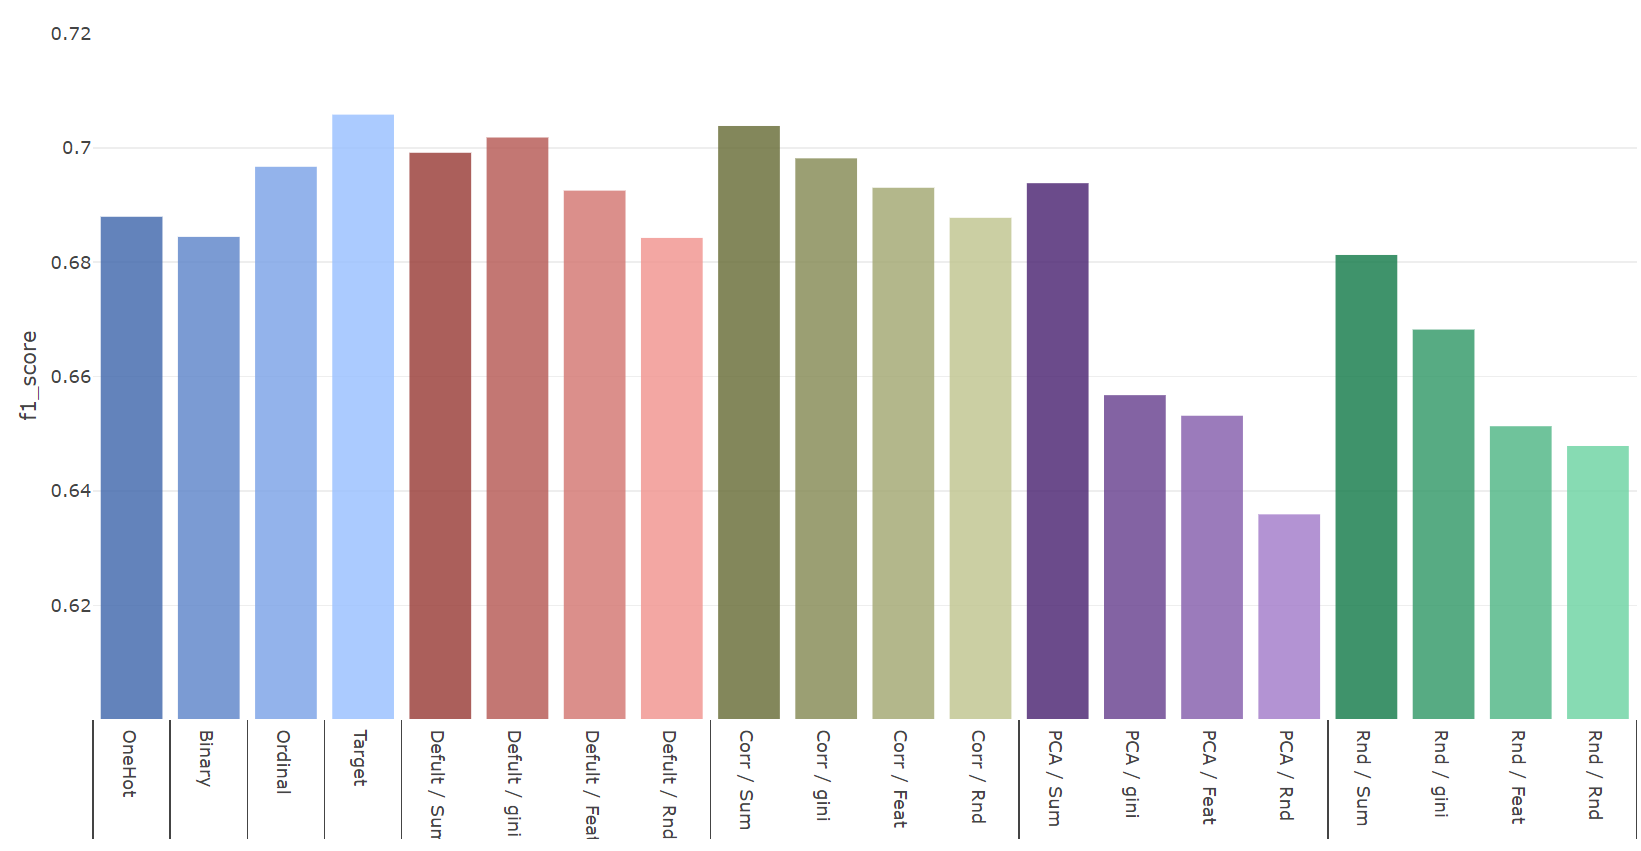 0.72
0.7
0.68
0.66
0.64
0.62
f1_score
OneHot
Binary
Ordinal
Target
Defult / Sum
Defult / gini
Defult / Feat
Defult / Rnd
Corr / Sum
Corr / gini
Corr / Feat
Corr / Rnd
PCA / Sum
PCA / gini
PCA / Feat
PCA / Rnd
Rnd / Sum
Rnd / gini
Rnd / Feat
Rnd / Rnd